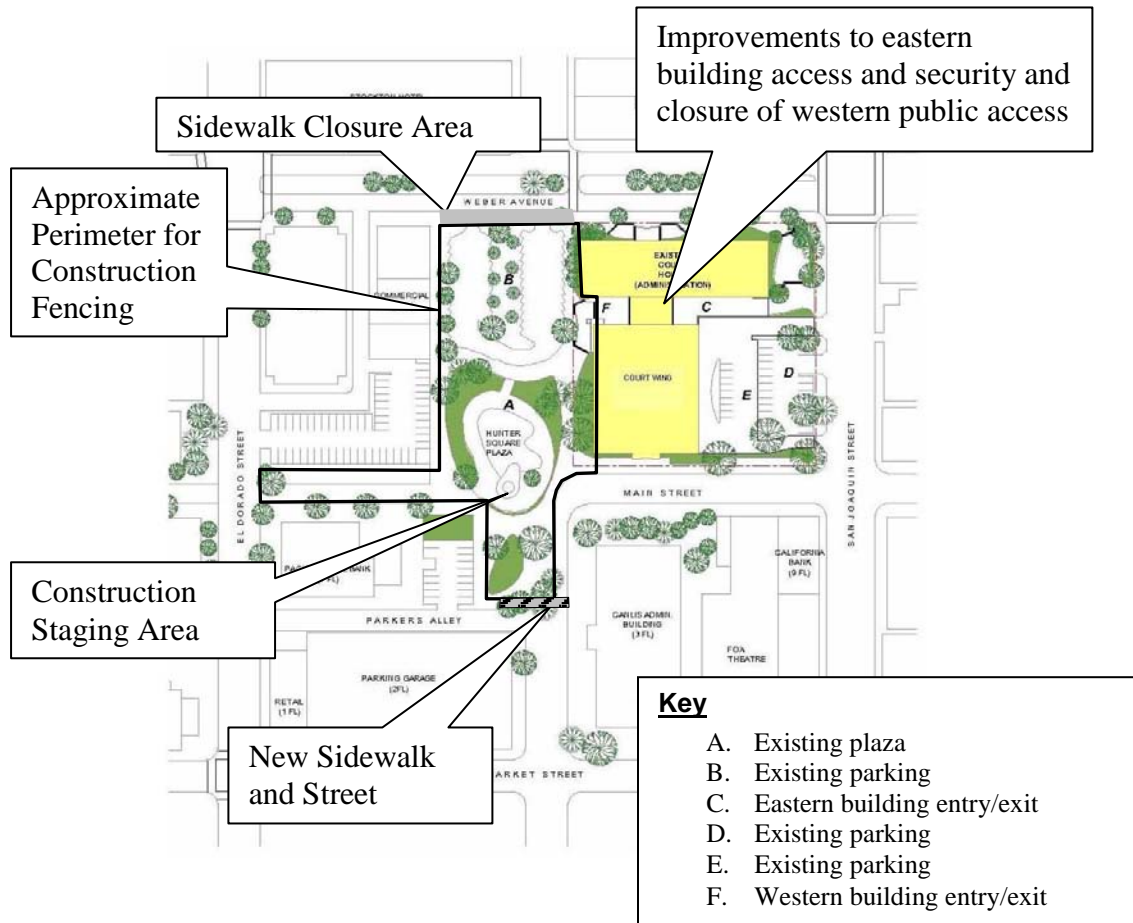 Improvements to eastern
building access and security and
closure of western public access
Sidewalk Closure Area
WEBER AVENUE
Approximate
Perimeter for
Construction
Fencing
COMMERCIAL
B
F
C
(ADMINISTRATION)
COURT WING
D
E
A
HUNTER
SQUARE
PLAZA
MAIN STREET
EL DORADO STREET
SAN JOAQUIN STREET
Construction
Staging Area
BANK
CALIFORNIA
BANK
(9 FL)
PARKERS ALLEY
ADMIN.
BUILDING
(3 FL)
FOX
THEATRE
PARKING GARAGE
(2FL)
RETAIL
(1 FL)
New Sidewalk
and Street
STREET
Key
A. Existing plaza
B. Existing parking
C. Eastern building entry/exit
D. Existing parking
E. Existing parking
F. Western building entry/exit